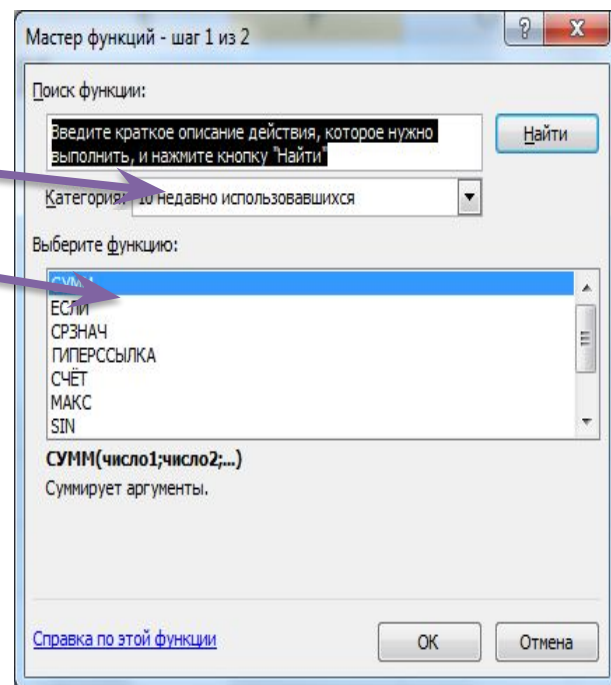 Мастер функций - шаг 1 из 2
Поиск функции:
Введите краткое описание действия, которое нужно
выполнить, и нажмите кнопку "Найти"
Найти
Категория: 10 недавно использовавшихся
Выберите функцию:
СУММ
ЕСЛИ
СРЗНАЧ
ГИПЕРССЫЛКА
СЧЁТ
МАКС
SIN
СУММ(число1;число2;...)
Суммирует аргументы.
Справка по этой функции
ОК
Отмена